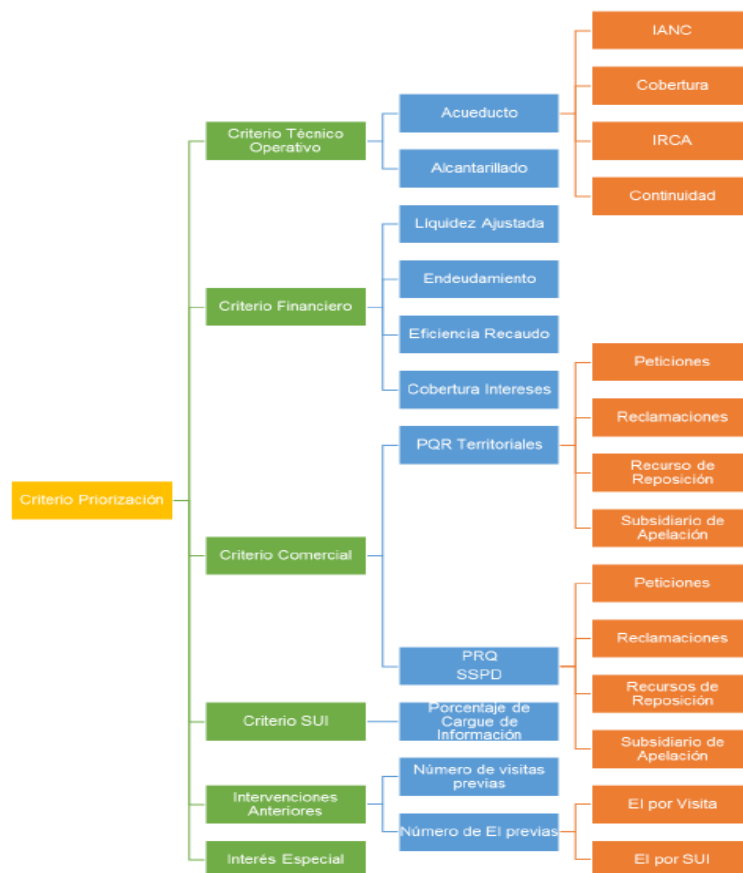 Criterio Priorización
Criterio Técnico
Operativo
Acueducto
IANC
Cobertura
IRCA
Continuidad
Alcantarillado
Criterio Financiero
Líquidez Ajustada
Endeudamiento
Eficiencia Recaudo
Cobertura Intereses
Criterio Comercial
PQR Territoriales
Peticiones
Reclamaciones
Recurso de
Reposición
Subsidiario de
Apelación
PRQ
SSPD
Peticiones
Reclamaciones
Recursos de
Reposición
Subsidiario de
Apelación
Criterio SUI
Porcentaje de
Cargue de
Información
Intervenciones
Anteriores
Número de visitas
previas
Número de EI previas
EI por Visita
EI por SUI
Interés Especial